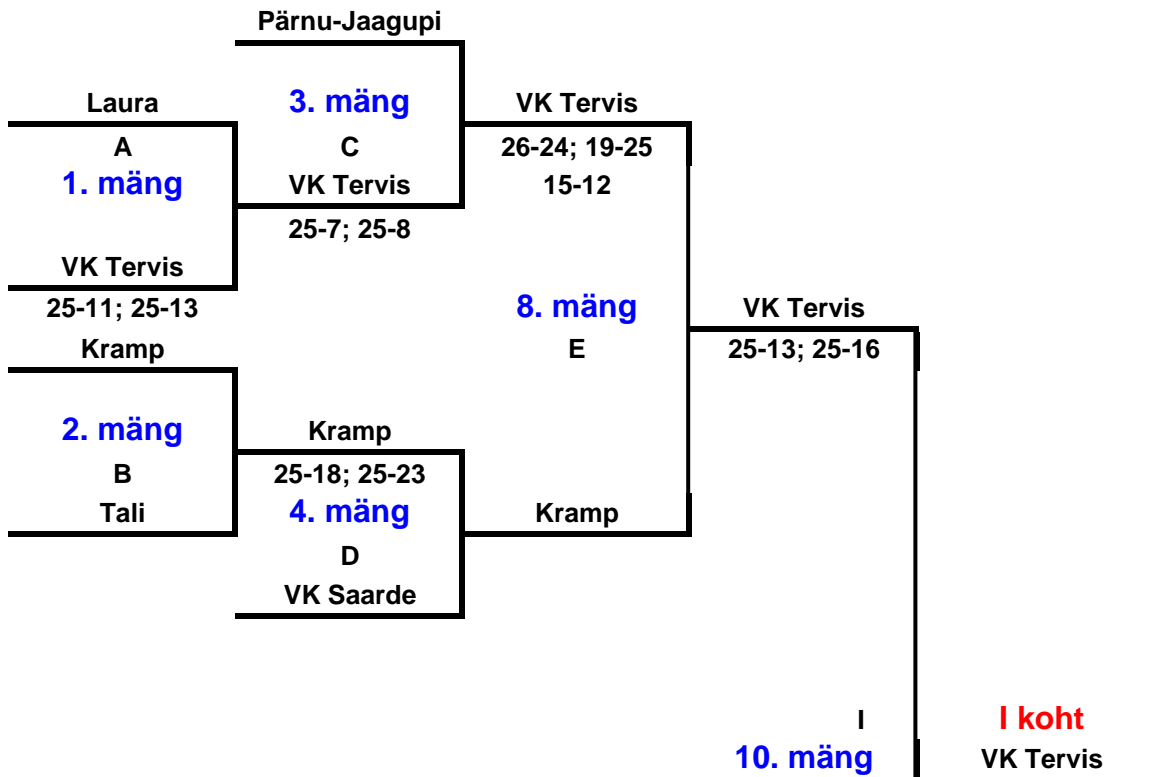 Pärnu-Jaagupi
Laura 3. mäng VK Tervis
A C 26-24; 19-25
1. mäng VK Tervis 15-12
25-7; 25-8
VK Tervis
25-11; 25-13 8. mäng VK Tervis
Kramp E 25-13; 25-16
2. mäng Kramp
B 25-18; 25-23
Tali 4. mäng Kramp
D
VK Saarde
I I koht
10. mäng VK Tervis